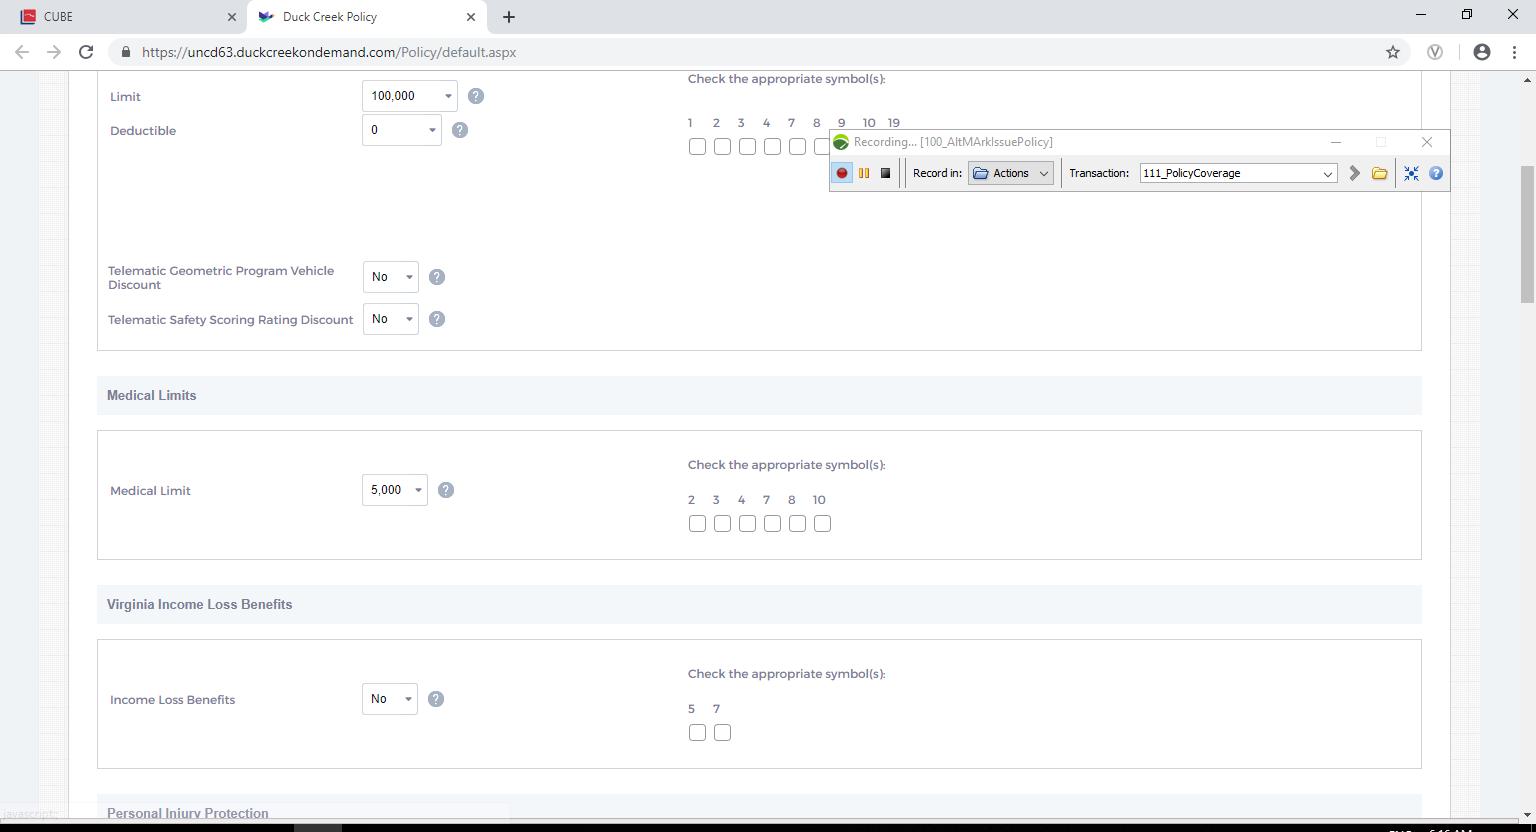 CUBE
Duck Creek Policy
https://uncd63.duckcreekondemand.com/Policy/default.aspx
Check the appropriate symbol(s):
Limit
100,000
1 2 3 4 7 8 9 10 19
Deductible
0
Recording... [100_AltMArkIssuePolicy]
Record in:
Actions
Transaction:
111_PolicyCoverage
Telematic Geometric Program Vehicle
Discount
No
Telematic Safety Scoring Rating Discount
No
Medical Limits
Check the appropriate symbol(s):
Medical Limit
5,000
2 3 4 7 8 10
Virginia Income Loss Benefits
Check the appropriate symbol(s):
Income Loss Benefits
No
5 7
Personal Injury Protection
javascript:;